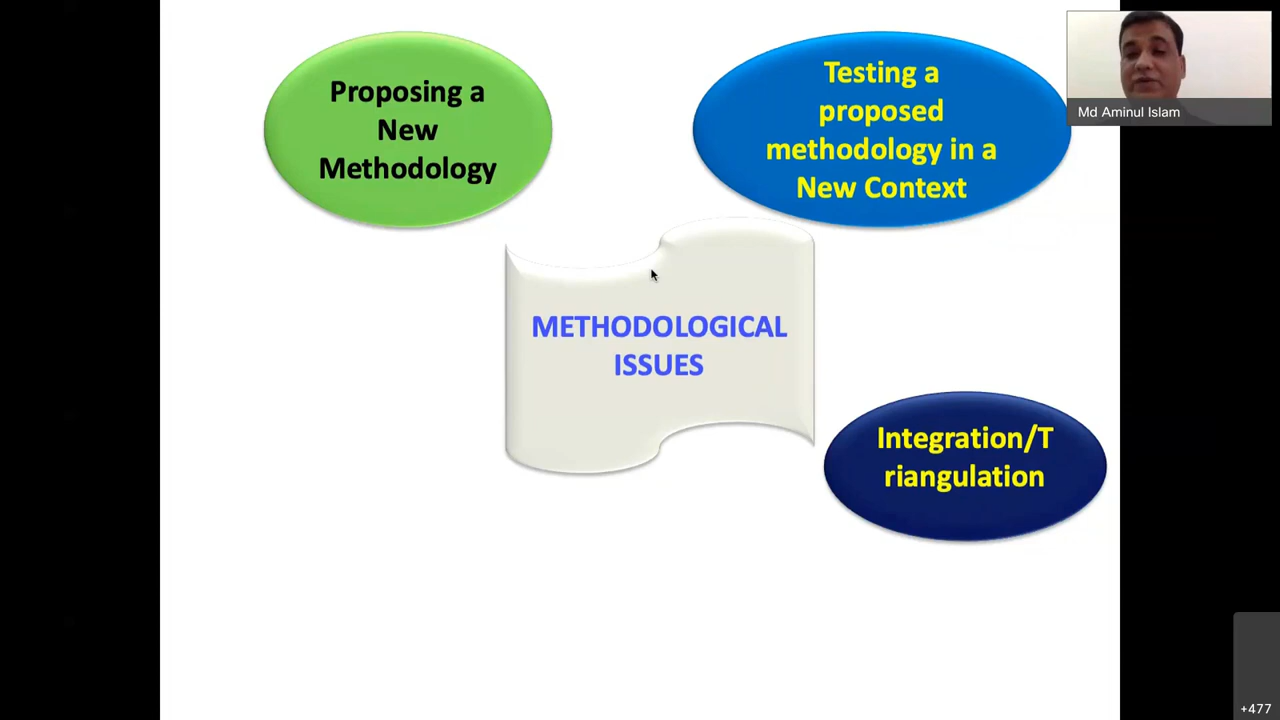 Proposing a
New
Methodology
Testing a
proposed
methodology in a
New Context
Md Aminul Islam
METHODOLOGICAL
ISSUES
Integration/T
riangulation
+477